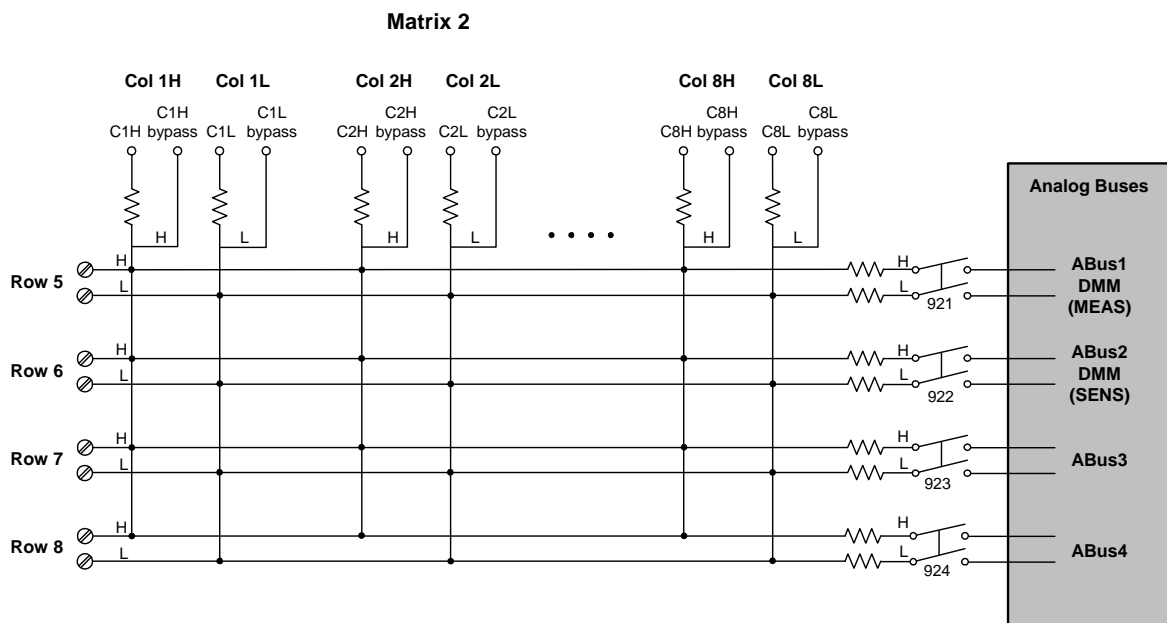 Matrix 2
Col 1H Col 1L Col 2H Col 2L Col 8H Col 8L
C1H C1L C2H C2L C8H C8L
C1H bypass C1L bypass C2H bypass C2L bypass C8H bypass C8L bypass
Analog Buses
H L H L H L
Row 5 H L H L 921 ABus1
DMM
(MEAS)
Row 6 H L H L 922 ABus2
DMM
(SENS)
Row 7 H L H L 923 ABus3
Row 8 H L H L 924 ABus4